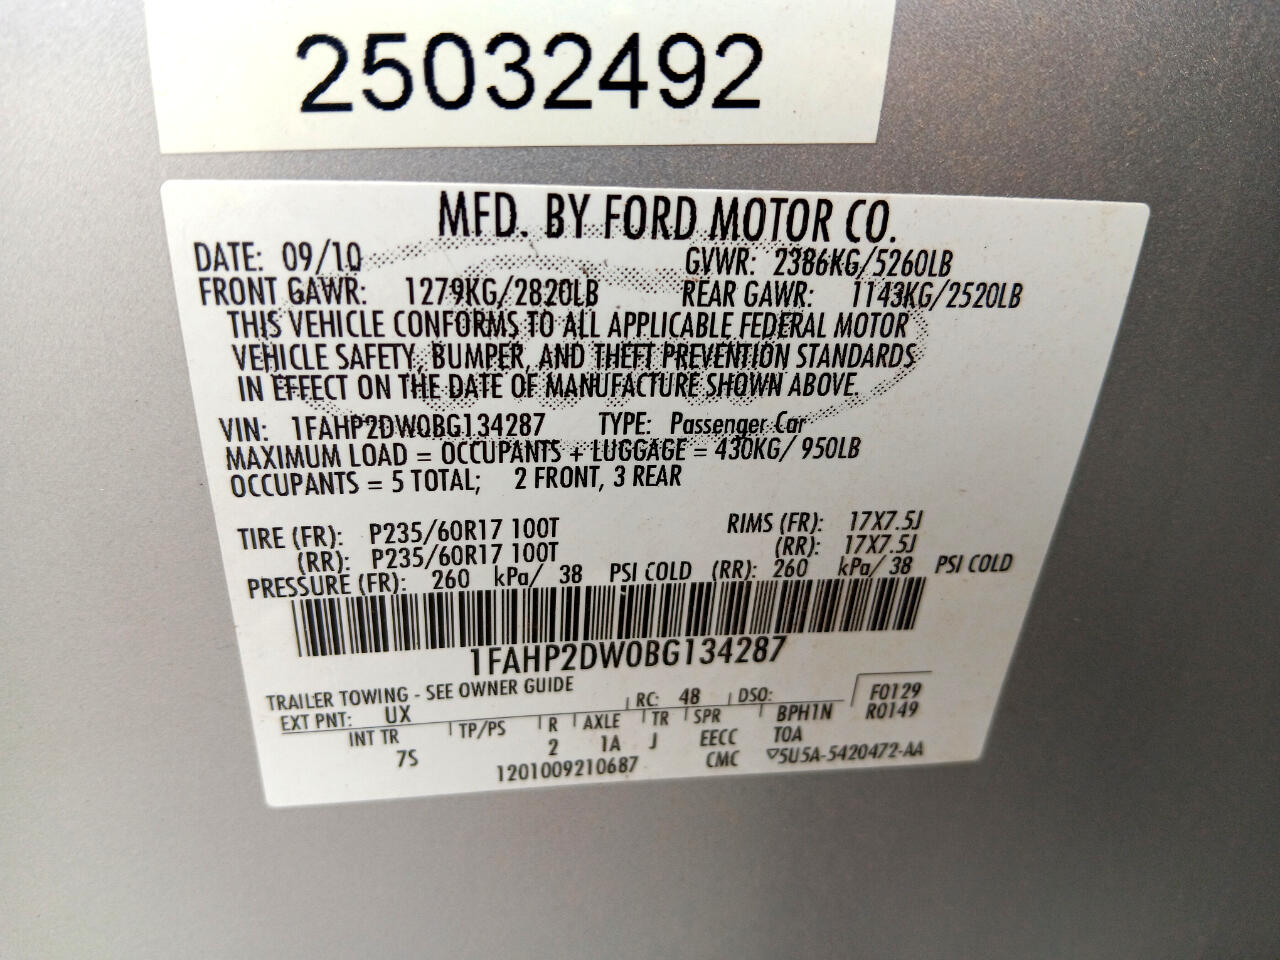 25032492
MFD. BY FORD MOTOR CO.
DATE: 09/10 GVWR: 2386KG/5260LB
FRONT GAWR: 1279KG/2820LB REAR GAWR: 1143KG/2520LB
THIS VEHICLE CONFORMS TO ALL APPLICABLE FEDERAL MOTOR
VEHICLE SAFETY, BUMPER, AND THEFT PREVENTION STANDARDS
IN EFFECT ON THE DATE OF MANUFACTURE SHOWN ABOVE.
VIN: 1FAHP2DW0BG134287 TYPE: Passenger Car
MAXIMUM LOAD = OCCUPANTS + LUGGAGE = 430KG/ 950LB
OCCUPANTS = 5 TOTAL; 2 FRONT, 3 REAR
TIRE (FR): P235/60R17 100T RIMS (FR): 17X7.5J
(RR): P235/60R17 100T (RR): 17X7.5J
PRESSURE (FR): 260 kPa/ 38 PSI COLD (RR): 260 kPa/ 38 PSI COLD
1FAHP2DW0BG134287
TRAILER TOWING - SEE OWNER GUIDE
EXT PNT: UX RC: 48 DSO: F0129
INT TR TP/PS R AXLE TR SPR BPH1N R0149
7S 2 1A J EECC T0A
1201009210687 CMC ▽5U5A-5420472-AA